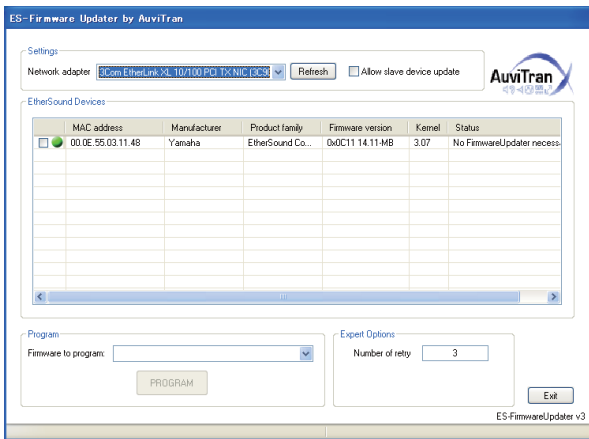 ES-Firmware Updater by AuviTran
Settings
Network adapter 3Com EtherLink XL 10/100 PCI TX NIC (3C9 Refresh Allow slave device update
AuviTran
EtherSound Devices
MAC address Manufacturer Product family Firmware version Kernel Status
00.0E.55.03.11.48 Yamaha EtherSound Co... 0x0C11 14.11-MB 3.07 No FirmwareUpdater necess
Program
Firmware to program:
PROGRAM
Expert Options
Number of retry 3
Exit
ES-FirmwareUpdater v3